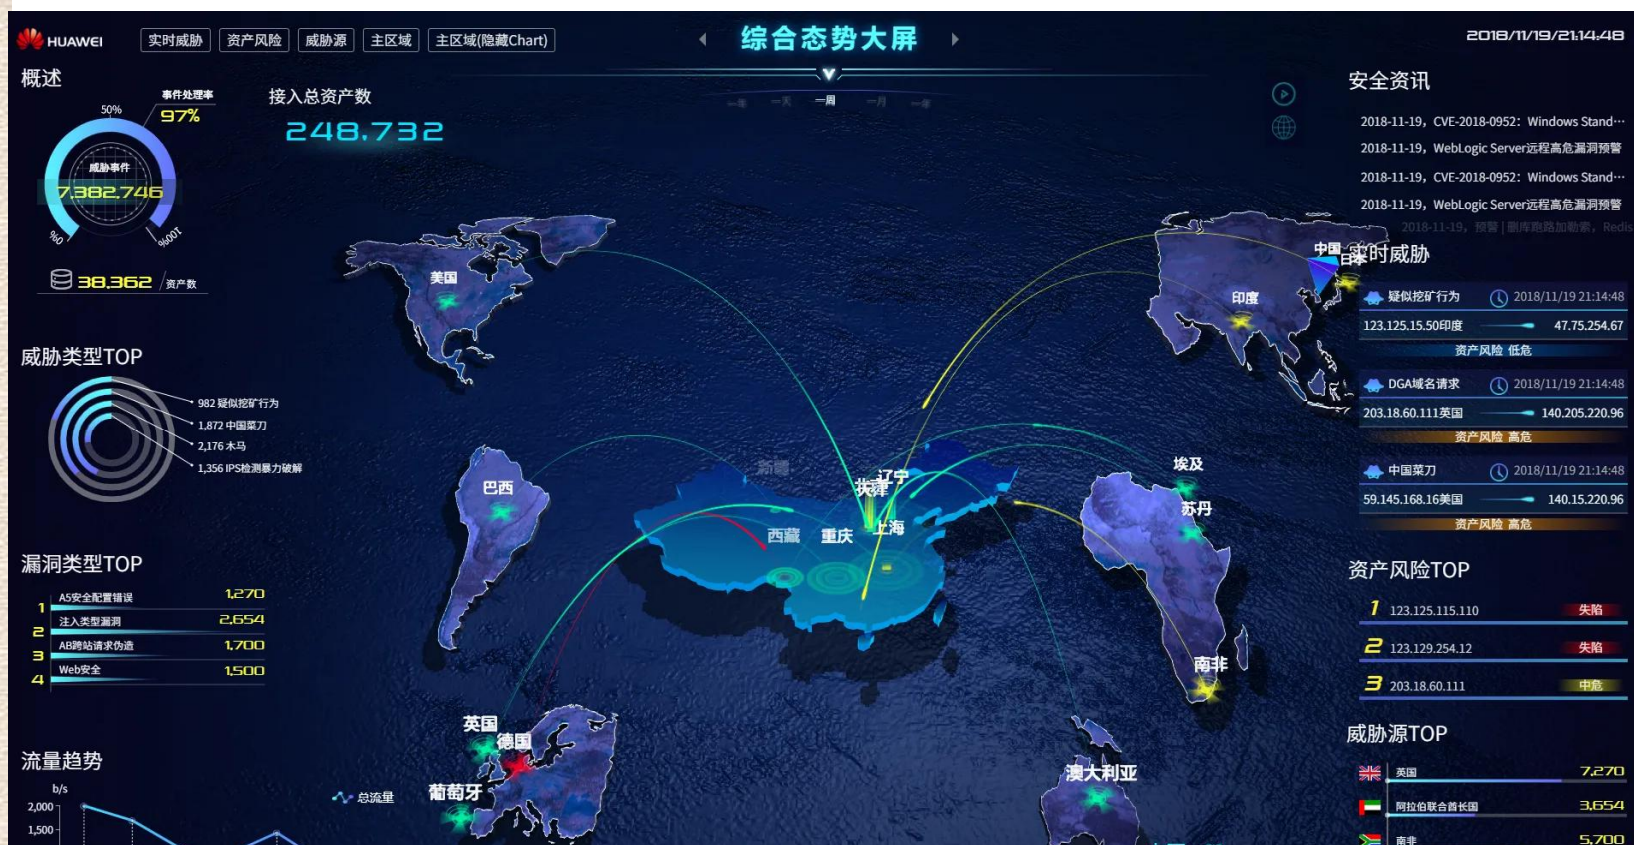 HUAWEI
实时威胁
资产风险
威胁源
主区域
主区域(隐藏Chart)
综合态势大屏
2018/11/19/21:14:48
一年 一天 一周 一月 一年
概述
事件处理率
97%
50%
威胁事件
7,382,746
0%
100%
38,362 /资产数
接入总资产数
248,732
威胁类型TOP
982 疑似挖矿行为
1,872 中国菜刀
2,176 木马
1,356 IPS检测暴力破解
漏洞类型TOP
1 A5安全配置错误 1,270
2 注入类型漏洞 2,654
3 AB跨站请求伪造 1,700
4 Web安全 1,500
流量趋势
b/s
2,000
1,500
总流量
美国
巴西
英国
德国
葡萄牙
新疆
西藏
重庆
辽宁
天津
上海
中国
日本
印度
埃及
苏丹
南非
澳大利亚
安全资讯
2018-11-19，CVE-2018-0952：Windows Stand…
2018-11-19，WebLogic Server远程高危漏洞预警
2018-11-19，CVE-2018-0952：Windows Stand…
2018-11-19，WebLogic Server远程高危漏洞预警
2018-11-19，预警 | 删库跑路加勒索，Redis
实时威胁
疑似挖矿行为 2018/11/19 21:14:48
123.125.15.50印度 47.75.254.67
资产风险 低危
DGA域名请求 2018/11/19 21:14:48
203.18.60.111英国 140.205.220.96
资产风险 高危
中国菜刀 2018/11/19 21:14:48
59.145.168.16美国 140.15.220.96
资产风险 高危
资产风险TOP
1 123.125.115.110 失陷
2 123.129.254.12 失陷
3 203.18.60.111 中危
威胁源TOP
英国 7,270
阿拉伯联合酋长国 3,654
南非 5,700